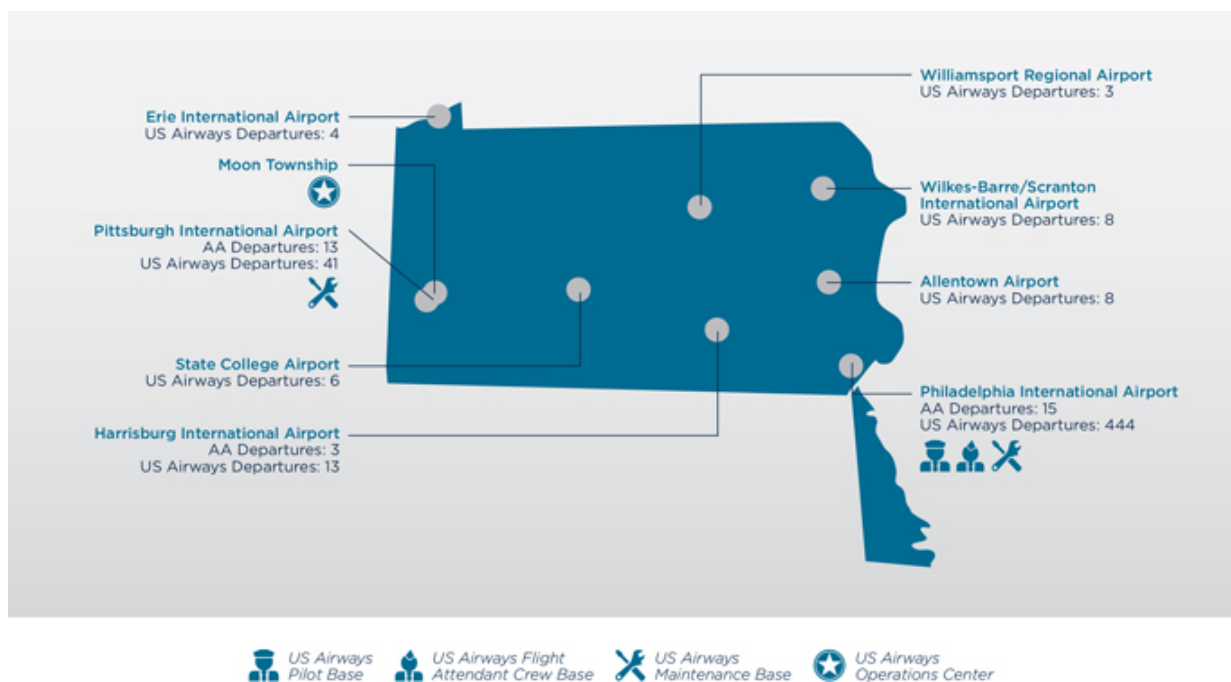 Erie International Airport
US Airways Departures: 4
Moon Township
Pittsburgh International Airport
AA Departures: 13
US Airways Departures: 41
State College Airport
US Airways Departures: 6
Harrisburg International Airport
AA Departures: 3
US Airways Departures: 13
Williamsport Regional Airport
US Airways Departures: 3
Wilkes-Barre/Scranton
International Airport
US Airways Departures: 8
Allentown Airport
US Airways Departures: 8
Philadelphia International Airport
AA Departures: 15
US Airways Departures: 444
US Airways
Pilot Base
US Airways Flight
Attendant Crew Base
US Airways
Maintenance Base
US Airways
Operations Center